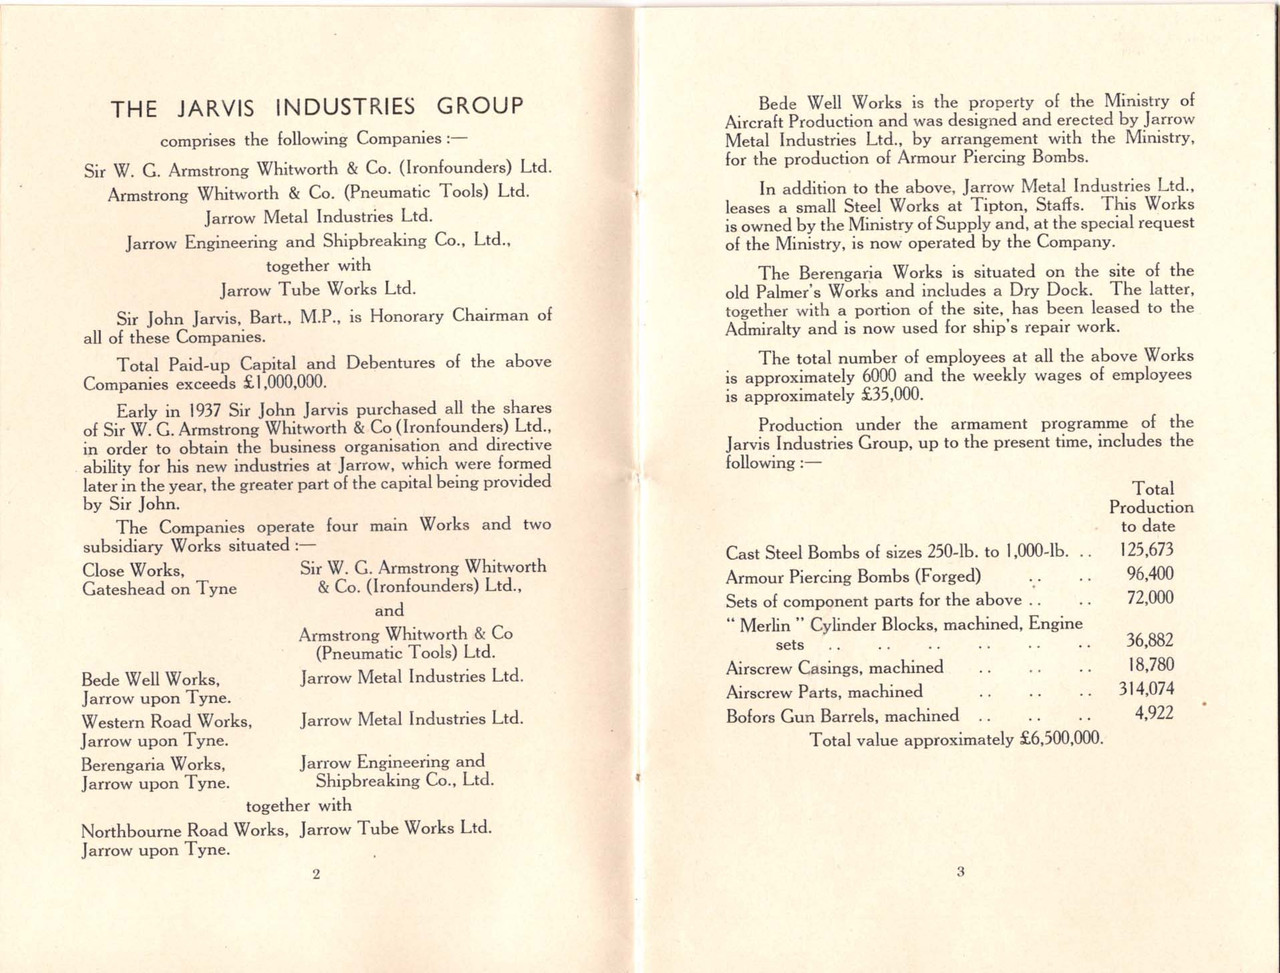 THE JARVIS INDUSTRIES GROUP
comprises the following Companies :—
Sir W. G. Armstrong Whitworth & Co. (Ironfounders) Ltd.
Armstrong Whitworth & Co. (Pneumatic Tools) Ltd.
Jarrow Metal Industries Ltd.
Jarrow Engineering and Shipbreaking Co., Ltd.,
together with
Jarrow Tube Works Ltd.
Sir John Jarvis, Bart., M.P., is Honorary Chairman of
all of these Companies.
Total Paid-up Capital and Debentures of the above
Companies exceeds £1,000,000.
Early in 1937 Sir John Jarvis purchased all the shares
of Sir W. G. Armstrong Whitworth & Co (Ironfounders) Ltd.,
in order to obtain the business organisation and directive
ability for his new industries at Jarrow, which were formed
later in the year, the greater part of the capital being provided
by Sir John.
The Companies operate four main Works and two
subsidiary Works situated :—
Close Works, Sir W. G. Armstrong Whitworth
Gateshead on Tyne & Co. (Ironfounders) Ltd.,
and
Armstrong Whitworth & Co
(Pneumatic Tools) Ltd.
Bede Well Works, Jarrow Metal Industries Ltd.
Jarrow upon Tyne.
Western Road Works, Jarrow Metal Industries Ltd.
Jarrow upon Tyne.
Berengaria Works, Jarrow Engineering and
Jarrow upon Tyne. Shipbreaking Co., Ltd.
together with
Northbourne Road Works, Jarrow Tube Works Ltd.
Jarrow upon Tyne.
2
Bede Well Works is the property of the Ministry of
Aircraft Production and was designed and erected by Jarrow
Metal Industries Ltd., by arrangement with the Ministry,
for the production of Armour Piercing Bombs.
In addition to the above, Jarrow Metal Industries Ltd.,
leases a small Steel Works at Tipton, Staffs. This Works
is owned by the Ministry of Supply and, at the special request
of the Ministry, is now operated by the Company.
The Berengaria Works is situated on the site of the
old Palmer's Works and includes a Dry Dock. The latter,
together with a portion of the site, has been leased to the
Admiralty and is now used for ship's repair work.
The total number of employees at all the above Works
is approximately 6000 and the weekly wages of employees
is approximately £35,000.
Production under the armament programme of the
Jarvis Industries Group, up to the present time, includes the
following :—
Total
Production
to date
Cast Steel Bombs of sizes 250-lb. to 1,000-lb. .. 125,673
Armour Piercing Bombs (Forged) .. .. 96,400
Sets of component parts for the above .. .. 72,000
" Merlin " Cylinder Blocks, machined, Engine
sets .. .. .. .. .. .. 36,882
Airscrew Casings, machined .. .. .. 18,780
Airscrew Parts, machined .. .. .. 314,074
Bofors Gun Barrels, machined .. .. .. 4,922
Total value approximately £6,500,000.
3